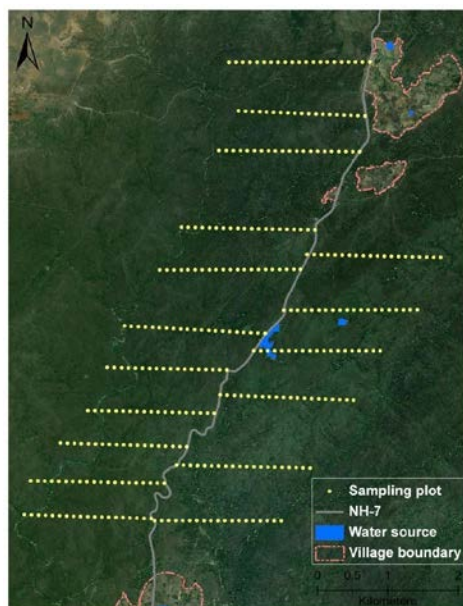 N
Sampling plot
NH-7
Water source
Village boundary
0 0.5 1 2
Kilometers